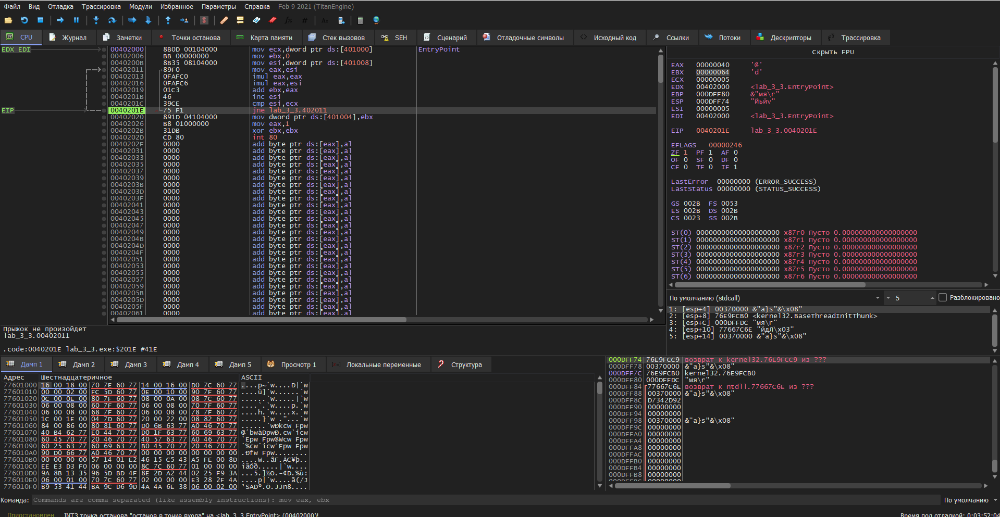 Файл Вид Отладка Трассировка Модули Избранное Параметры Справка Feb 9 2021 (TitanEngine)
CPU Журнал Заметки Точки останова Карта памяти Стек вызовов SEH Сценарий Отладочные символы Исходный код Ссылки Потоки Дескрипторы Трассировка
EDX EDI
EIP
00402000 8B0D 00104000 mov ecx,dword ptr ds:[401000] EntryPoint
00402006 BB 00000000 mov ebx,0
0040200B 8B35 08104000 mov esi,dword ptr ds:[401008]
00402011 89F0 mov eax,esi
00402013 0FAFC0 imul eax,eax
00402016 0FAFC6 imul eax,esi
00402019 01C3 add ebx,eax
0040201B 46 inc esi
0040201C 39CE cmp esi,ecx
0040201E 75 F1 jne lab_3_3.402011
00402020 891D 04104000 mov dword ptr ds:[401004],ebx
00402026 B8 01000000 mov eax,1
0040202B 31DB xor ebx,ebx
0040202D CD 80 int 80
0040202F 0000 add byte ptr ds:[eax],al
00402031 0000 add byte ptr ds:[eax],al
00402033 0000 add byte ptr ds:[eax],al
00402035 0000 add byte ptr ds:[eax],al
00402037 0000 add byte ptr ds:[eax],al
00402039 0000 add byte ptr ds:[eax],al
0040203B 0000 add byte ptr ds:[eax],al
0040203D 0000 add byte ptr ds:[eax],al
0040203F 0000 add byte ptr ds:[eax],al
00402041 0000 add byte ptr ds:[eax],al
00402043 0000 add byte ptr ds:[eax],al
00402045 0000 add byte ptr ds:[eax],al
00402047 0000 add byte ptr ds:[eax],al
00402049 0000 add byte ptr ds:[eax],al
0040204B 0000 add byte ptr ds:[eax],al
0040204D 0000 add byte ptr ds:[eax],al
0040204F 0000 add byte ptr ds:[eax],al
00402051 0000 add byte ptr ds:[eax],al
00402053 0000 add byte ptr ds:[eax],al
00402055 0000 add byte ptr ds:[eax],al
00402057 0000 add byte ptr ds:[eax],al
00402059 0000 add byte ptr ds:[eax],al
0040205B 0000 add byte ptr ds:[eax],al
0040205D 0000 add byte ptr ds:[eax],al
0040205F 0000 add byte ptr ds:[eax],al
00402061 0000 add byte ptr ds:[eax],al
Скрыть FPU
EAX 00000040 '@'
EBX 00000064 'd'
ECX 00000005
EDX 00402000 <lab_3_3.EntryPoint>
EBP 000DFF80 &"мя\r"
ESP 000DFF74 "Йьйv"
ESI 00000005
EDI 00402000 <lab_3_3.EntryPoint>
EIP 0040201E lab_3_3.0040201E
EFLAGS 00000246
ZF 1 PF 1 AF 0
OF 0 SF 0 DF 0
CF 0 TF 0 IF 1
LastError 00000000 (ERROR_SUCCESS)
LastStatus 00000000 (STATUS_SUCCESS)
GS 002B FS 0053
ES 002B DS 002B
CS 0023 SS 002B
ST(0) 00000000000000000000 x87r0 Пусто 0.000000000000000000
ST(1) 00000000000000000000 x87r1 Пусто 0.000000000000000000
ST(2) 00000000000000000000 x87r2 Пусто 0.000000000000000000
ST(3) 00000000000000000000 x87r3 Пусто 0.000000000000000000
ST(4) 00000000000000000000 x87r4 Пусто 0.000000000000000000
ST(5) 00000000000000000000 x87r5 Пусто 0.000000000000000000
ST(6) 00000000000000000000 x87r6 Пусто 0.000000000000000000
По умолчанию (stdcall) 5 Разблокировано
1: [esp+4] 00370000 &"a}s"&\x08"
2: [esp+8] 76E9FCB0 <kernel32.BaseThreadInitThunk>
3: [esp+C] 000DFFDC "мя\r"
4: [esp+10] 77667C6E "йдЛ\x03"
5: [esp+14] 00370000 &"a}s"&\x08"
Прыжок не произойдет
lab_3_3.00402011
.code:0040201E lab_3_3.exe:$201E #41E
Дамп 1 Дамп 2 Дамп 3 Дамп 4 Дамп 5 Просмотр 1 Локальные переменные Структура
Адрес Шестнадцатеричное ASCII
77601000 16 00 18 00 70 7E 60 77 14 00 16 00 D0 7C 60 77 ....p~`w....Ð|`w
77601010 00 00 02 00 FC 5D 60 77 0E 00 10 00 90 7F 60 77 ....ü]`w......`w
77601020 0C 00 0E 00 80 7F 60 77 08 00 0A 00 08 7C 60 77 ......`w.....|`w
77601030 06 00 08 00 60 7F 60 77 06 00 08 00 70 7F 60 77 ....`.`w....p.`w
77601040 06 00 08 00 68 7F 60 77 06 00 08 00 78 7F 60 77 ....h.`w....x.`w
77601050 1C 00 1E 00 04 7D 60 77 20 00 22 00 08 82 60 77 .....}`w ."...`w
77601060 84 00 86 00 80 81 60 77 D0 6B 63 77 A0 46 70 77 ......`wÐkcw Fpw
77601070 40 B4 62 77 E0 44 70 77 D0 1F 63 77 60 69 63 77 @´bwàDpwÐ.cw`icw
77601080 60 45 70 77 20 46 70 77 40 57 63 77 A0 46 70 77 `Epw Fpw@Wcw Fpw
77601090 60 25 63 77 60 69 63 77 B0 45 70 77 20 46 70 77 `%cw`icw°Epw Fpw
776010A0 90 D0 66 77 A0 46 70 77 00 00 00 00 00 00 00 00 .Ðfw Fpw........
776010B0 00 00 00 00 57 14 01 E2 46 15 C5 43 A5 FE 00 8D ....W..âF.ÅC¥þ..
776010C0 EE E3 D3 F0 06 00 00 00 8C 7C 60 77 01 00 00 00 îãÓð.....|`w....
776010D0 9A 8B 13 35 96 5D BD 4F 8E 2D A2 44 02 25 F9 3A ...5.]½O.-¢D.%ù:
776010E0 06 00 01 00 70 7C 60 77 02 00 00 00 E3 28 2F 4A ....p|`w....ã(/J
776010F0 B9 53 41 44 BA 9C D6 9D 4A 4A 6E 38 06 00 02 00 ¹SADº.Ö.JJn8....
000DFF74 76E9FCC9 возврат к kernel32.76E9FCC9 из ???
000DFF78 00370000 &"a}s"&\x08"
000DFF7C 76E9FCB0 kernel32.76E9FCB0
000DFF80 000DFFDC "мя\r"
000DFF84 77667C6E возврат к ntdll.77667C6E из ???
000DFF88 00370000 &"a}s"&\x08"
000DFF8C D7342D92
000DFF90 00000000
000DFF94 00000000
000DFF98 00370000 &"a}s"&\x08"
000DFF9C 00000000
000DFFA0 00000000
000DFFA4 00000000
000DFFA8 00000000
000DFFAC 00000000
000DFFB0 00000000
000DFFB4 00000000
000DFFB8 00000000
Команда: Commands are comma separated (like assembly instructions): mov eax, ebx По умолчанию
Приостановлен INT3 точка останова "останов в точке входа" на <lab_3_3.EntryPoint> (00402000)! Время под отладкой: 0:03:52:04